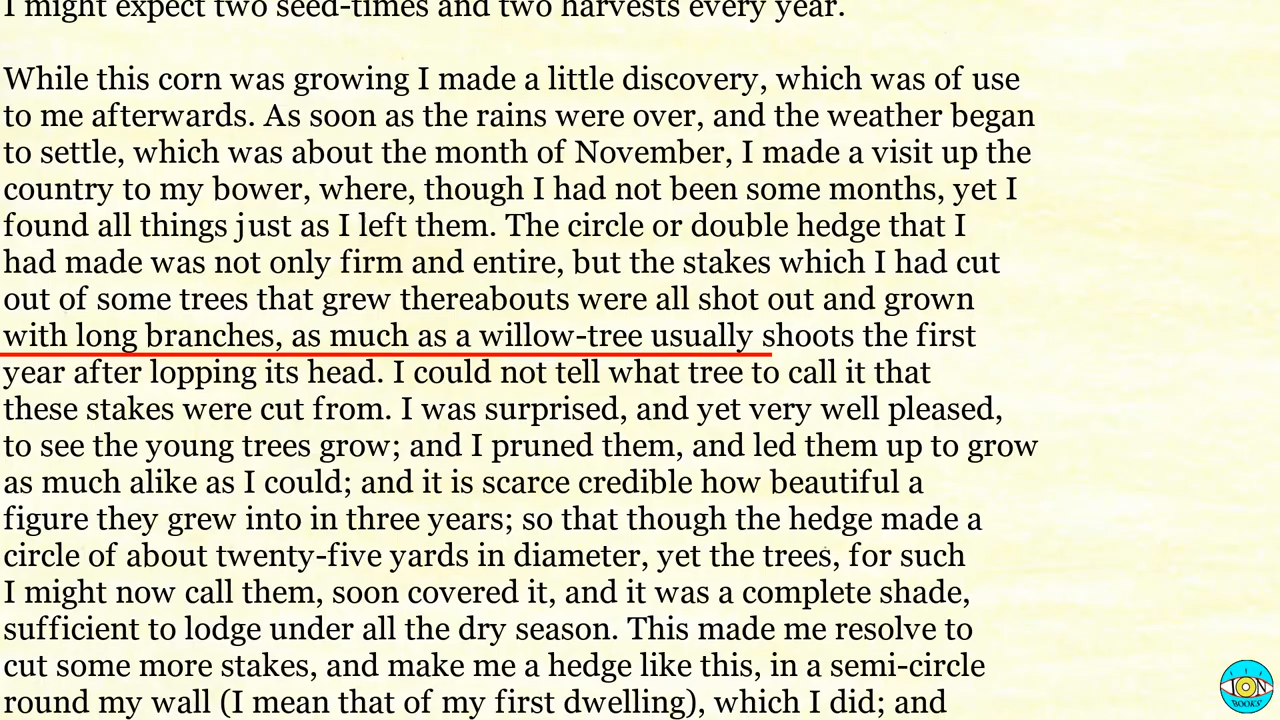 I might expect two seed-times and two harvests every year.
While this corn was growing I made a little discovery, which was of use
to me afterwards. As soon as the rains were over, and the weather began
to settle, which was about the month of November, I made a visit up the
country to my bower, where, though I had not been some months, yet I
found all things just as I left them. The circle or double hedge that I
had made was not only firm and entire, but the stakes which I had cut
out of some trees that grew thereabouts were all shot out and grown
with long branches, as much as a willow-tree usually shoots the first
year after lopping its head. I could not tell what tree to call it that
these stakes were cut from. I was surprised, and yet very well pleased,
to see the young trees grow; and I pruned them, and led them up to grow
as much alike as I could; and it is scarce credible how beautiful a
figure they grew into in three years; so that though the hedge made a
circle of about twenty-five yards in diameter, yet the trees, for such
I might now call them, soon covered it, and it was a complete shade,
sufficient to lodge under all the dry season. This made me resolve to
cut some more stakes, and make me a hedge like this, in a semi-circle
round my wall (I mean that of my first dwelling), which I did; and
ION
BOOKS